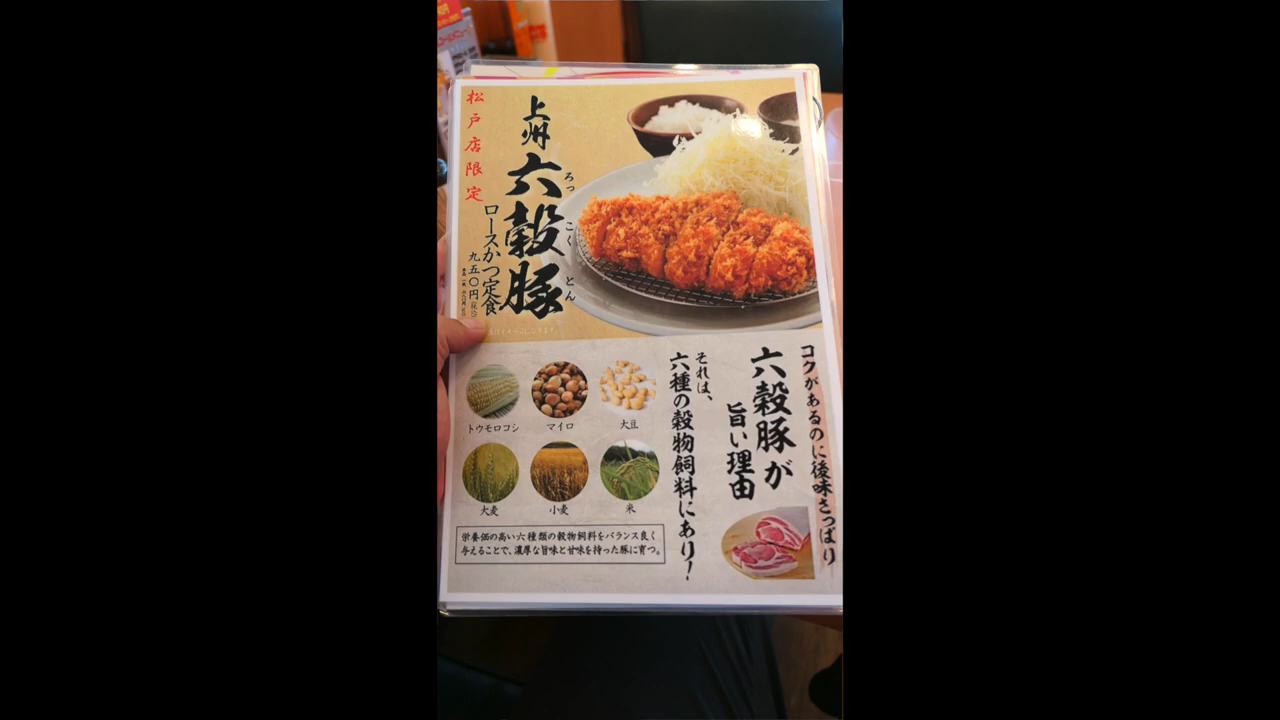 松戸店限定
上州
六穀豚
ろっこくとん
ロースかつ定食
九五〇円
コクがあるのに後味さっぱり
六穀豚が
旨い理由
それは、
六種の穀物飼料にあり!
トウモロコシ
マイロ
大豆
大麦
小麦
米
栄養価の高い六種類の穀物飼料をバランス良く
与えることで、濃厚な旨味と甘味を持った豚に育つ。